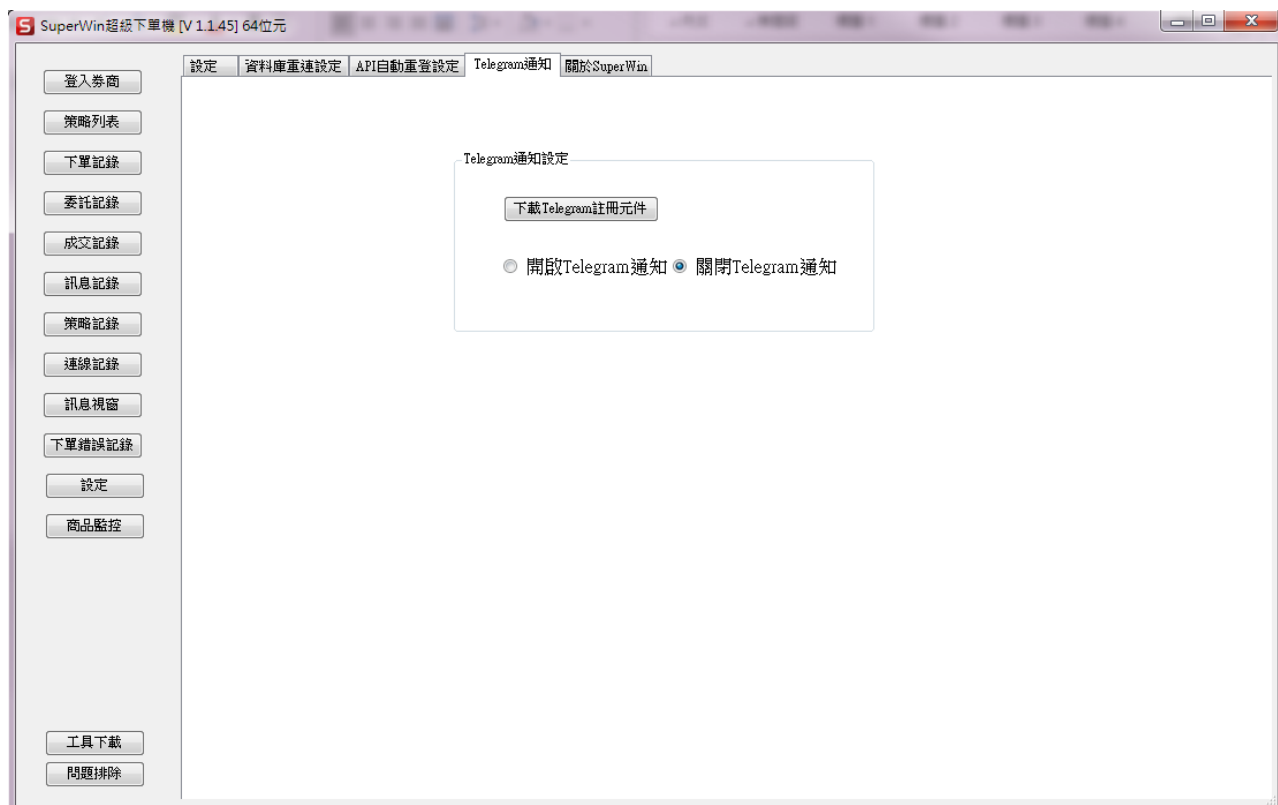 SuperWin超級下單機 [V 1.1.45] 64位元
設定 資料庫重連設定 API自動重登設定 Telegram通知 關於SuperWin
登入券商
策略列表
下單記錄
委託記錄
成交記錄
訊息記錄
策略記錄
連線記錄
訊息視窗
下單錯誤記錄
設定
商品監控
工具下載
問題排除
Telegram通知設定
下載Telegram註冊元件
開啟Telegram通知 關閉Telegram通知